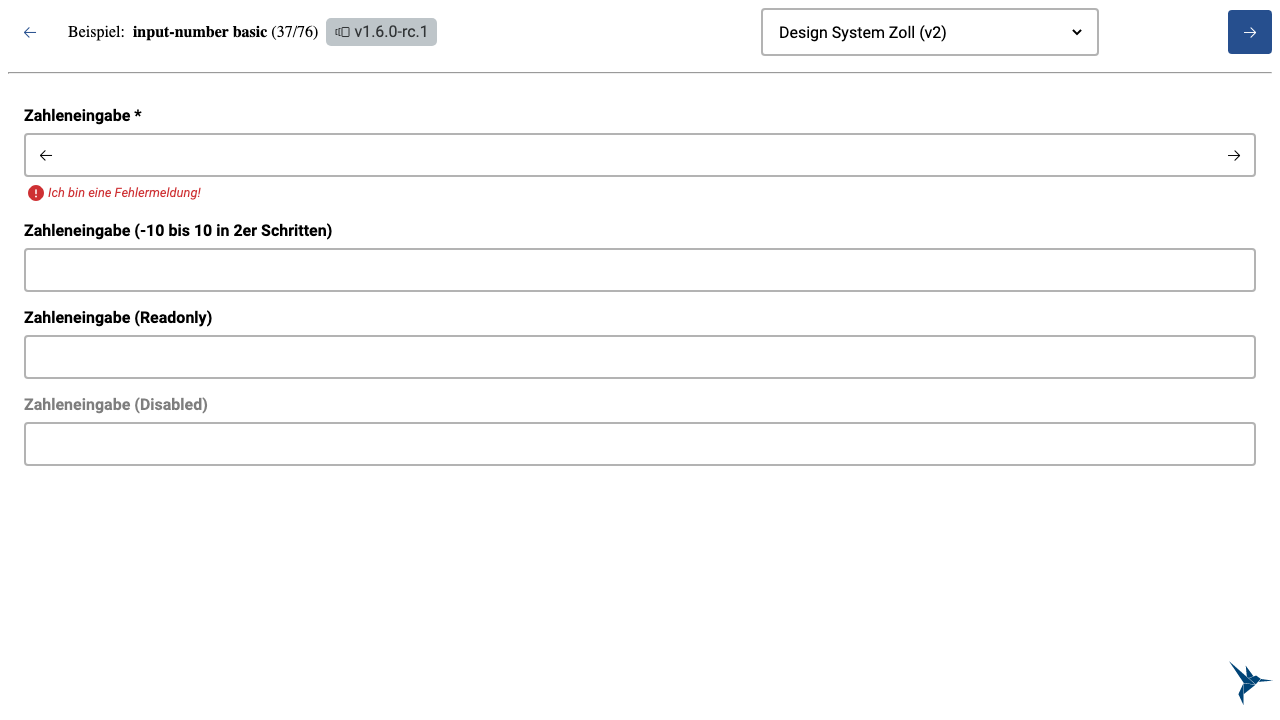 Beispiel: input-number basic (37/76) v1.6.0-rc.1 Design System Zoll (v2)
Zahleneingabe *
Ich bin eine Fehlermeldung!
Zahleneingabe (-10 bis 10 in 2er Schritten)
Zahleneingabe (Readonly)
Zahleneingabe (Disabled)